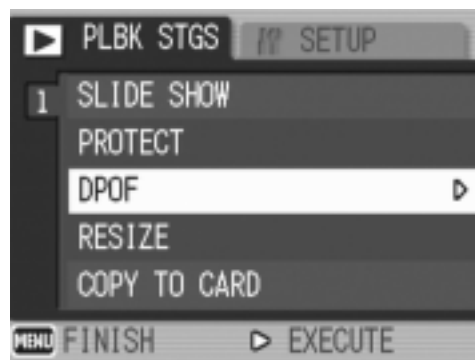 PLBK STGS SETUP
1 SLIDE SHOW
PROTECT
DPOF
RESIZE
COPY TO CARD
MENU FINISH EXECUTE